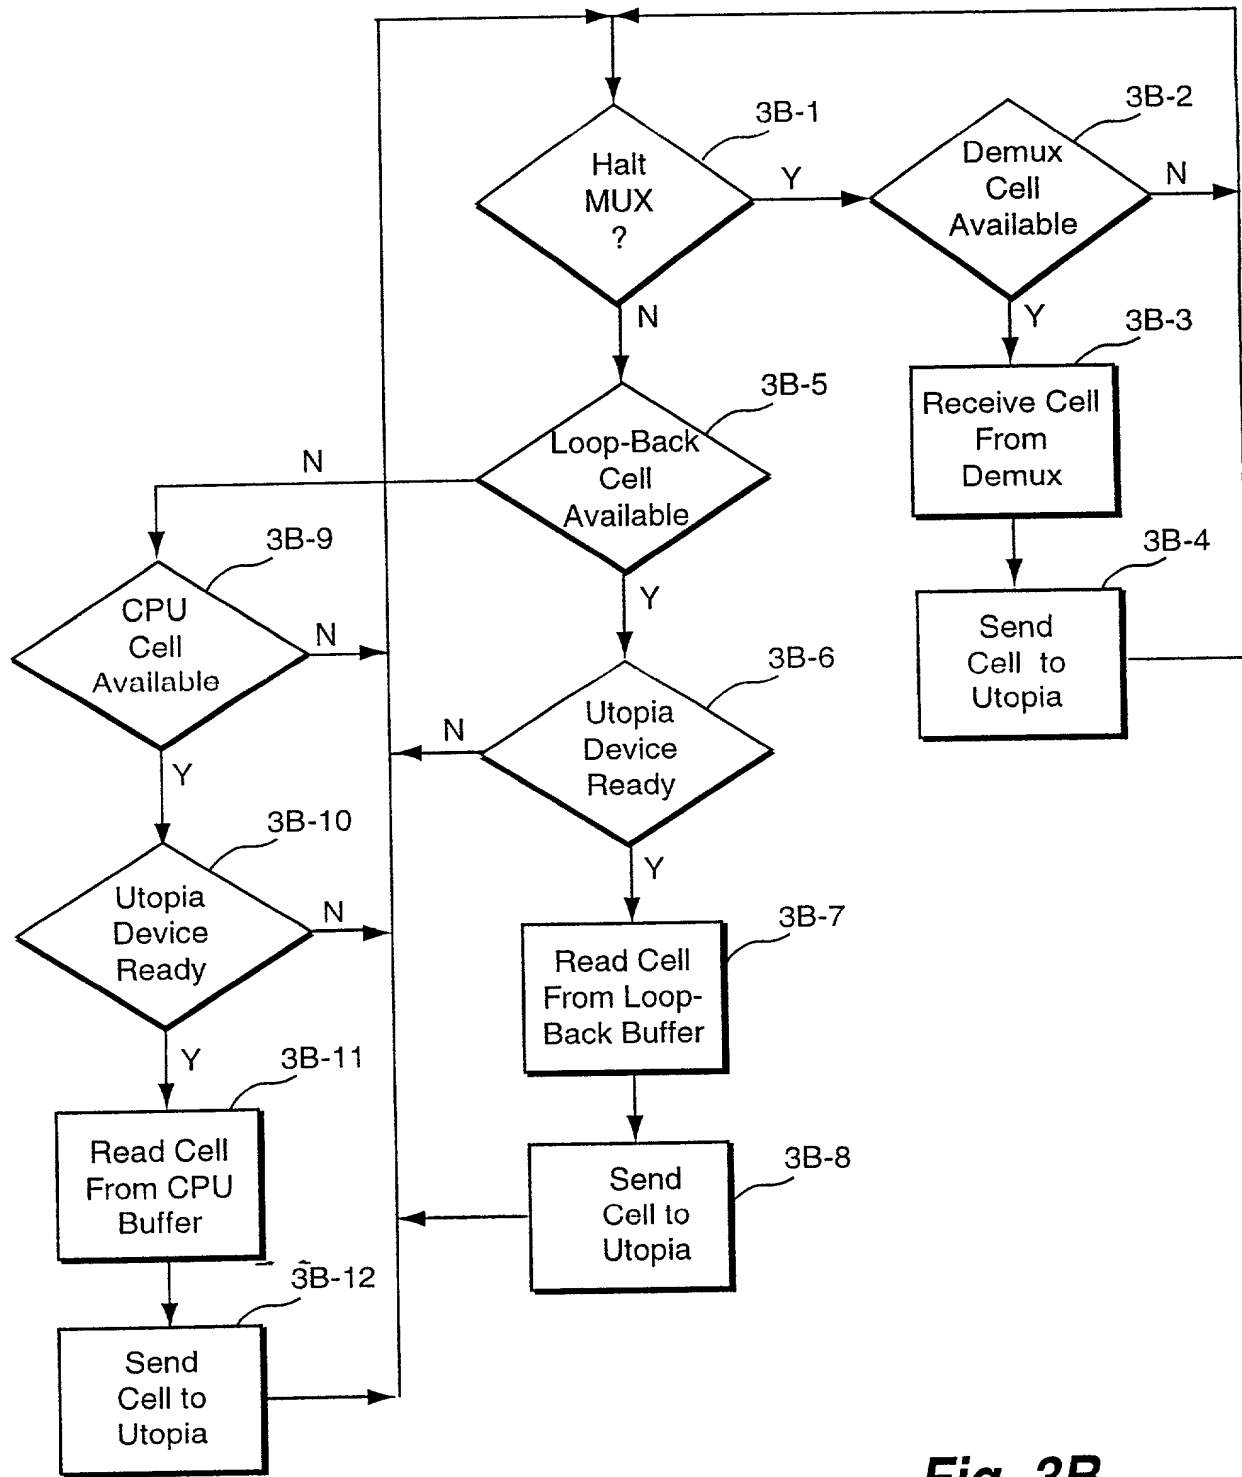 3B-1
Halt
MUX
?
Y
N
3B-2
Demux
Cell
Available
N
Y
3B-3
Receive Cell
From
Demux
3B-4
Send
Cell to
Utopia
3B-5
Loop-Back
Cell
Available
N
Y
3B-6
Utopia
Device
Ready
N
Y
3B-7
Read Cell
From Loop-
Back Buffer
3B-8
Send
Cell to
Utopia
3B-9
CPU
Cell
Available
N
Y
3B-10
Utopia
Device
Ready
N
Y
3B-11
Read Cell
From CPU
Buffer
3B-12
Send
Cell to
Utopia
Fig. 3B